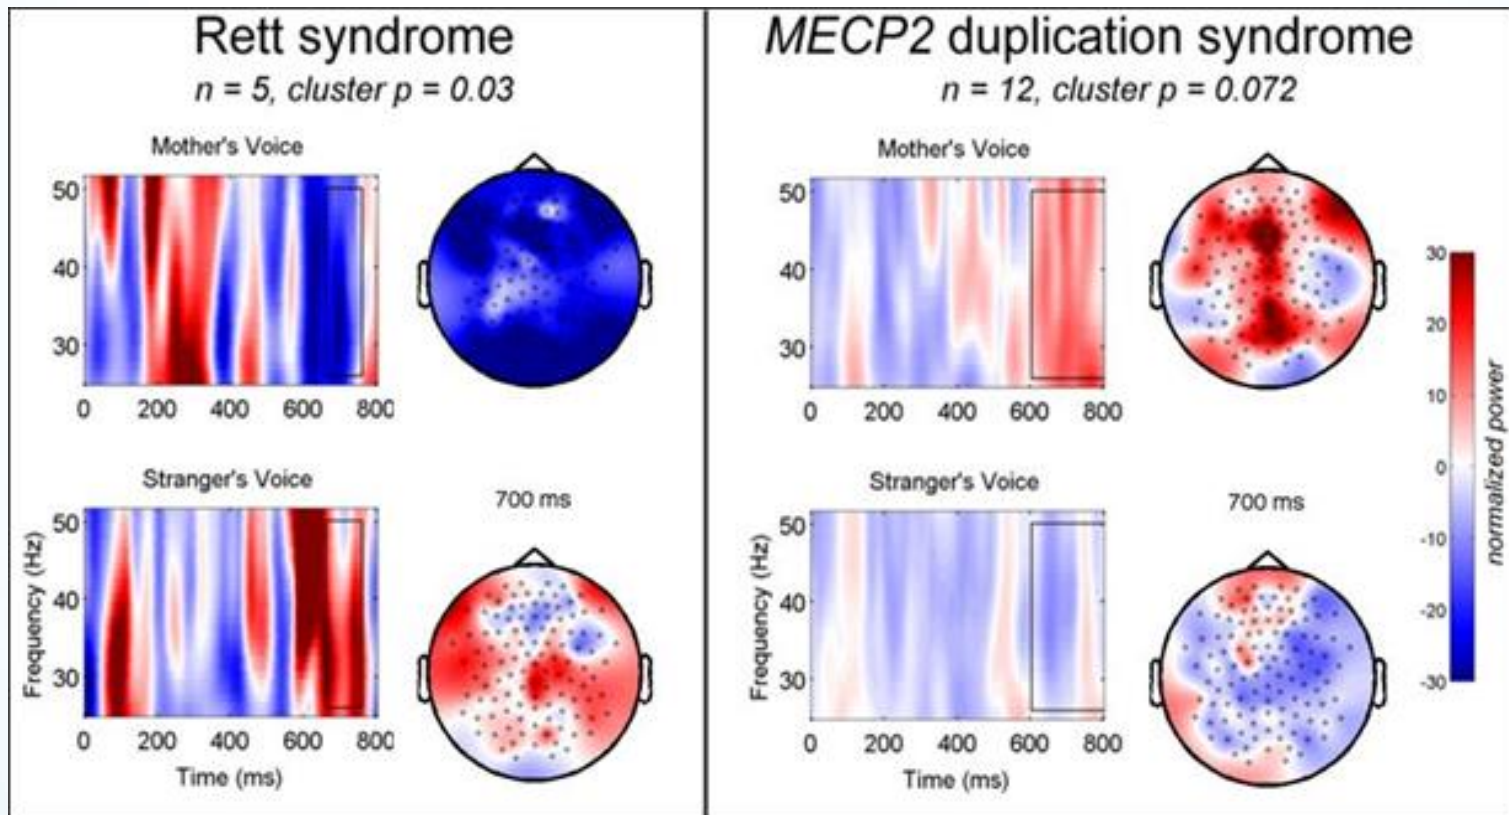 Rett syndrome
n = 5, cluster p = 0.03
Mother's Voice
50
40
30
0 200 400 600 800
Stranger's Voice
700 ms
50
40
30
Frequency (Hz)
0 200 400 600 800
Time (ms)
MECP2 duplication syndrome
n = 12, cluster p = 0.072
Mother's Voice
50
40
30
0 200 400 600 800
Stranger's Voice
700 ms
50
40
30
Frequency (Hz)
0 200 400 600 800
Time (ms)
30
20
10
0
-10
-20
-30
normalized power